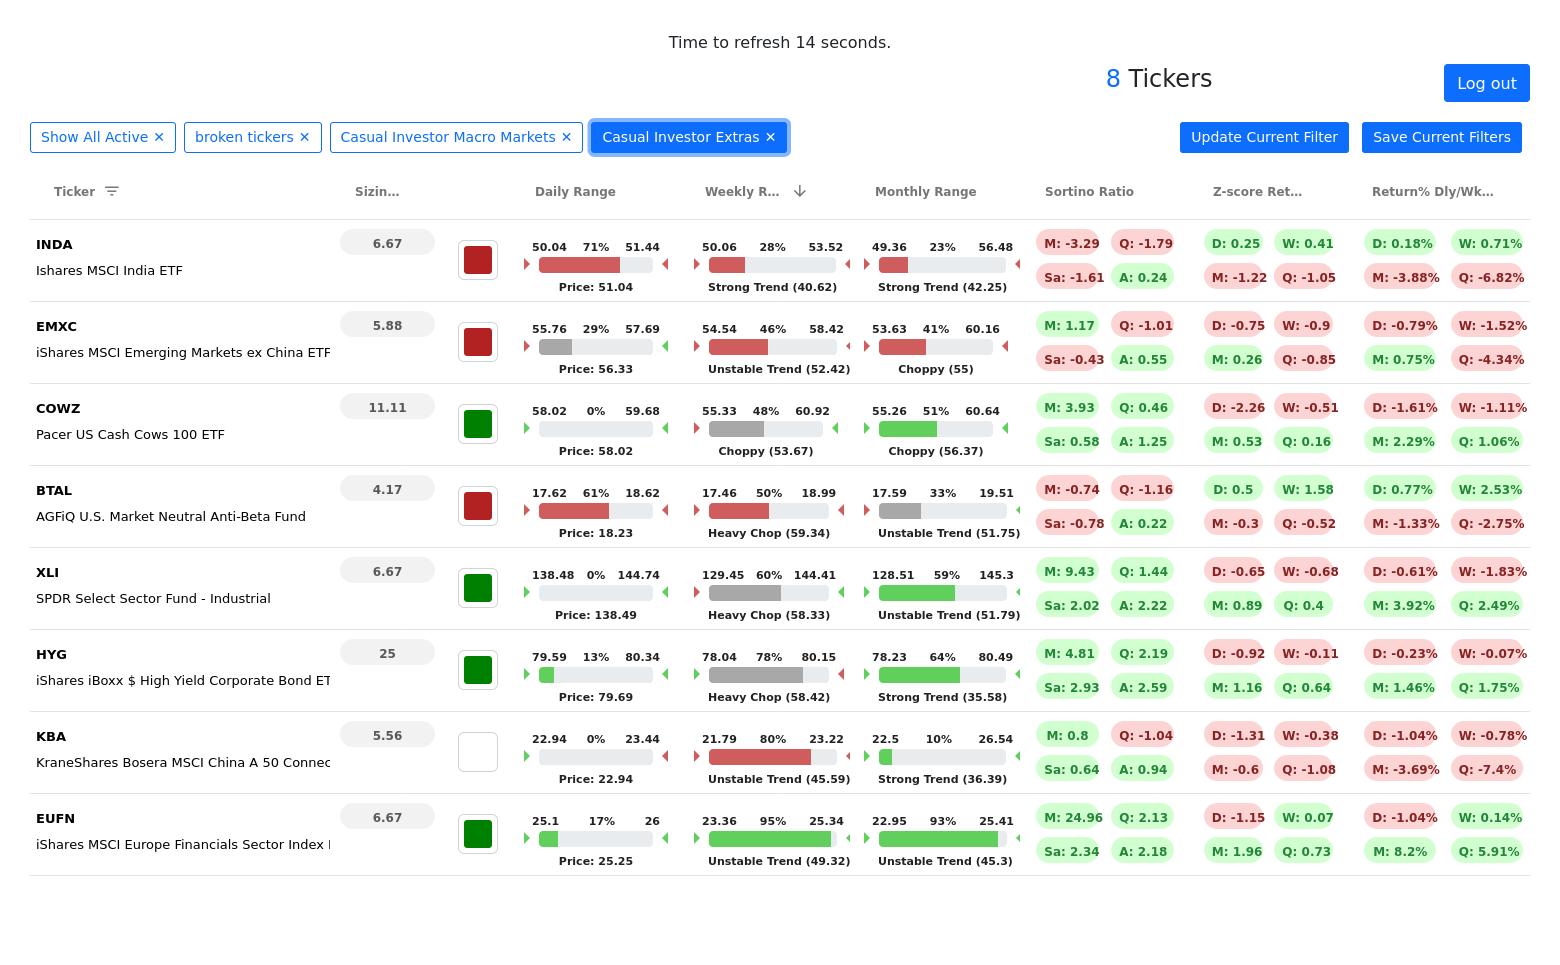 Time to refresh 14 seconds.
8 Tickers
Log out
Show All Active ✕ broken tickers ✕ Casual Investor Macro Markets ✕ Casual Investor Extras ✕ Update Current Filter Save Current Filters
Ticker Sizin… Daily Range Weekly R… Monthly Range Sortino Ratio Z-score Ret… Return% Dly/Wk…
INDA 6.67 50.04 71% 51.44 50.06 28% 53.52 49.36 23% 56.48 M: -3.29 Q: -1.79 D: 0.25 W: 0.41 D: 0.18% W: 0.71%
Ishares MSCI India ETF Sa: -1.61 A: 0.24 M: -1.22 Q: -1.05 M: -3.88% Q: -6.82%
Price: 51.04 Strong Trend (40.62) Strong Trend (42.25)
EMXC 5.88 55.76 29% 57.69 54.54 46% 58.42 53.63 41% 60.16 M: 1.17 Q: -1.01 D: -0.75 W: -0.9 D: -0.79% W: -1.52%
iShares MSCI Emerging Markets ex China ETF Sa: -0.43 A: 0.55 M: 0.26 Q: -0.85 M: 0.75% Q: -4.34%
Price: 56.33 Unstable Trend (52.42) Choppy (55)
COWZ 11.11 58.02 0% 59.68 55.33 48% 60.92 55.26 51% 60.64 M: 3.93 Q: 0.46 D: -2.26 W: -0.51 D: -1.61% W: -1.11%
Pacer US Cash Cows 100 ETF Sa: 0.58 A: 1.25 M: 0.53 Q: 0.16 M: 2.29% Q: 1.06%
Price: 58.02 Choppy (53.67) Choppy (56.37)
BTAL 4.17 17.62 61% 18.62 17.46 50% 18.99 17.59 33% 19.51 M: -0.74 Q: -1.16 D: 0.5 W: 1.58 D: 0.77% W: 2.53%
AGFiQ U.S. Market Neutral Anti-Beta Fund Sa: -0.78 A: 0.22 M: -0.3 Q: -0.52 M: -1.33% Q: -2.75%
Price: 18.23 Heavy Chop (59.34) Unstable Trend (51.75)
XLI 6.67 138.48 0% 144.74 129.45 60% 144.41 128.51 59% 145.3 M: 9.43 Q: 1.44 D: -0.65 W: -0.68 D: -0.61% W: -1.83%
SPDR Select Sector Fund - Industrial Sa: 2.02 A: 2.22 M: 0.89 Q: 0.4 M: 3.92% Q: 2.49%
Price: 138.49 Heavy Chop (58.33) Unstable Trend (51.79)
HYG 25 79.59 13% 80.34 78.04 78% 80.15 78.23 64% 80.49 M: 4.81 Q: 2.19 D: -0.92 W: -0.11 D: -0.23% W: -0.07%
iShares iBoxx $ High Yield Corporate Bond ET Sa: 2.93 A: 2.59 M: 1.16 Q: 0.64 M: 1.46% Q: 1.75%
Price: 79.69 Heavy Chop (58.42) Strong Trend (35.58)
KBA 5.56 22.94 0% 23.44 21.79 80% 23.22 22.5 10% 26.54 M: 0.8 Q: -1.04 D: -1.31 W: -0.38 D: -1.04% W: -0.78%
KraneShares Bosera MSCI China A 50 Connec Sa: 0.64 A: 0.94 M: -0.6 Q: -1.08 M: -3.69% Q: -7.4%
Price: 22.94 Unstable Trend (45.59) Strong Trend (36.39)
EUFN 6.67 25.1 17% 26 23.36 95% 25.34 22.95 93% 25.41 M: 24.96 Q: 2.13 D: -1.15 W: 0.07 D: -1.04% W: 0.14%
iShares MSCI Europe Financials Sector Index Sa: 2.34 A: 2.18 M: 1.96 Q: 0.73 M: 8.2% Q: 5.91%
Price: 25.25 Unstable Trend (49.32) Unstable Trend (45.3)